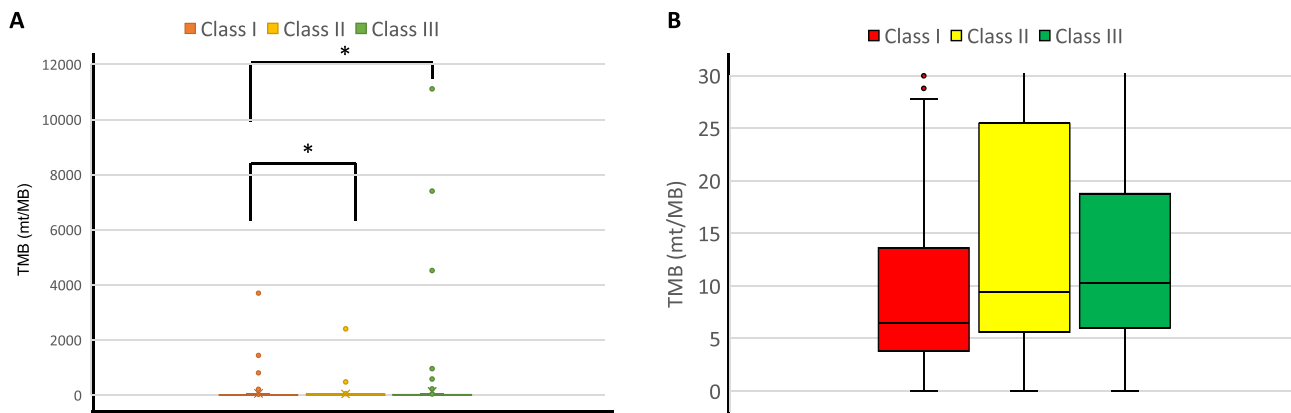 A
Class I Class II Class III
*
*
12000
10000
8000
6000
4000
2000
0
TMB (mt/MB)
B
Class I Class II Class III
30
25
20
15
10
5
0
TMB (mt/MB)